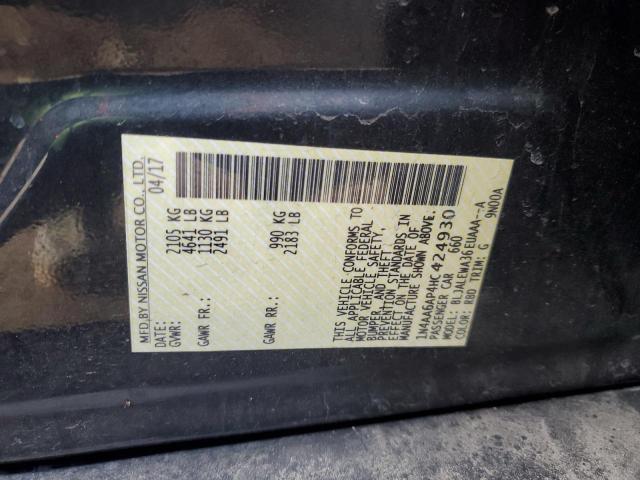 MFD.BY NISSAN MOTOR CO., LTD.
DATE: 04/17
GVWR: 2105 KG
4641 LB
GAWR FR.: 1130 KG
2491 LB
GAWR RR.: 990 KG
2183 LB
THIS VEHICLE CONFORMS TO
ALL APPLICABLE FEDERAL
MOTOR VEHICLE SAFETY,
BUMPER, AND THEFT
PREVENTION STANDARDS IN
EFFECT ON THE DATE OF
MANUFACTURE SHOWN ABOVE.
1N4AA6AP4HC424930
PASSENGER CAR 660
BLJALRWA36EUAAA--A
COLOR: RBD TRIM: G 9N00A